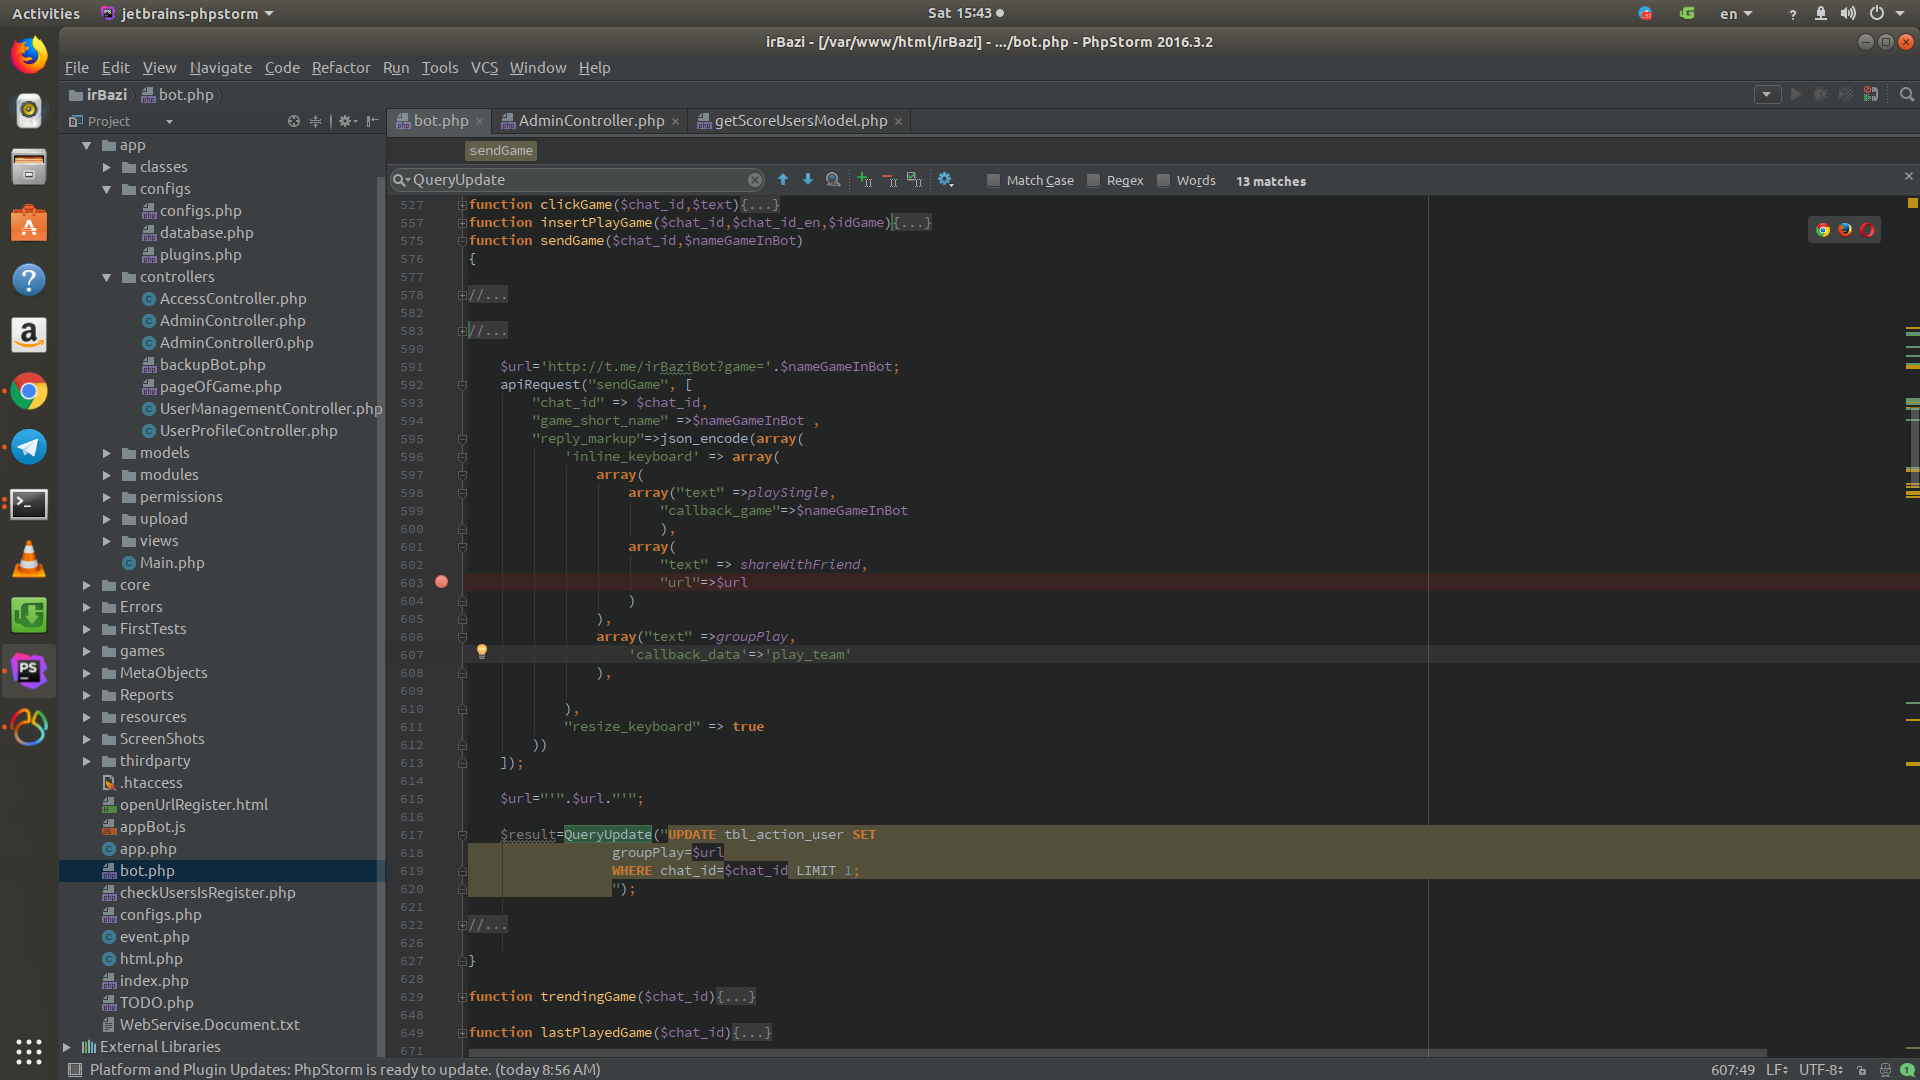 Activities
jetbrains-phpstorm
Sat 15:43
en
irBazi - [/var/www/html/irBazi] - .../bot.php - PhpStorm 2016.3.2
File Edit View Navigate Code Refactor Run Tools VCS Window Help
irBazi bot.php
Project
bot.php AdminController.php getScoreUsersModel.php
sendGame
QueryUpdate
Match Case Regex Words 13 matches
app
classes
configs
configs.php
database.php
plugins.php
controllers
AccessController.php
AdminController.php
AdminController0.php
backupBot.php
pageOfGame.php
UserManagementController.php
UserProfileController.php
models
modules
permissions
upload
views
Main.php
core
Errors
FirstTests
games
MetaObjects
Reports
resources
ScreenShots
thirdparty
.htaccess
openUrlRegister.html
appBot.js
app.php
bot.php
checkUsersIsRegister.php
configs.php
event.php
html.php
index.php
TODO.php
WebServise.Document.txt
External Libraries
527 function clickGame($chat_id,$text){...}
557 function insertPlayGame($chat_id,$chat_id_en,$idGame){...}
575 function sendGame($chat_id,$nameGameInBot)
576 {
577
578 //...
582
583 //...
590
591 $url='http://t.me/irBaziBot?game='.$nameGameInBot;
592 apiRequest("sendGame", [
593 "chat_id" => $chat_id,
594 "game_short_name" =>$nameGameInBot ,
595 "reply_markup"=>json_encode(array(
596 'inline_keyboard' => array(
597 array(
598 array("text" =>playSingle,
599 "callback_game"=>$nameGameInBot
600 ),
601 array(
602 "text" => shareWithFriend,
603 "url"=>$url
604 )
605 ),
606 array("text" =>groupPlay,
607 'callback_data'=>'play_team'
608 ),
609
610 ),
611 "resize_keyboard" => true
612 ))
613 ]);
614
615 $url="'".$url."'";
616
617 $result=QueryUpdate("UPDATE tbl_action_user SET
618 groupPlay=$url
619 WHERE chat_id=$chat_id LIMIT 1;
620 ");
621
622 //...
626
627 }
628
629 function trendingGame($chat_id){...}
648
649 function lastPlayedGame($chat_id){...}
671
Platform and Plugin Updates: PhpStorm is ready to update. (today 8:56 AM)
607:49 LF UTF-8